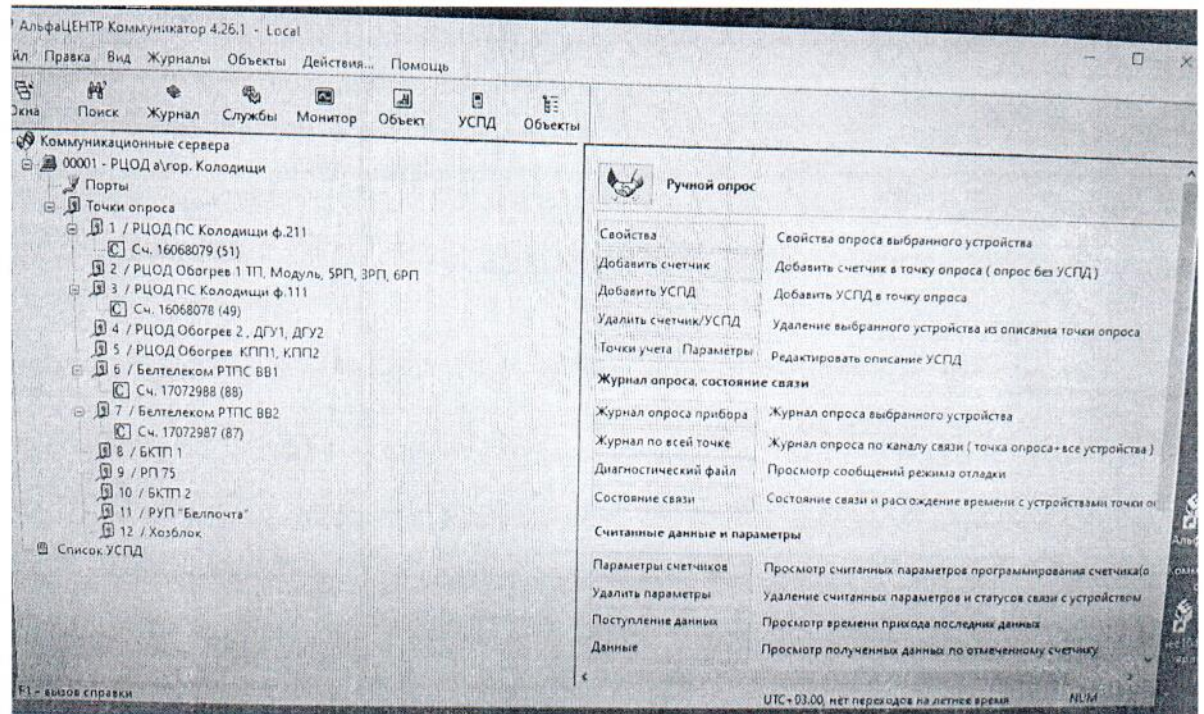 АльфаЦЕНТР Коммуникатор 4.26.1 - Local
йл Правка Вид Журналы Объекты Действия... Помощь
Окна Поиск Журнал Службы Монитор Объект УСПД Объекты
Коммуникационные сервера
00001 - РЦОД а\гор. Колодищи
Порты
Точки опроса
1 / РЦОД ПС Колодищи ф.211
Сч. 16068079 (51)
2 / РЦОД Обогрев 1 ТП, Модуль, 5РП, 3РП, 6РП
3 / РЦОД ПС Колодищи ф.111
Сч. 16068078 (49)
4 / РЦОД Обогрев 2 , ДГУ1, ДГУ2
5 / РЦОД Обогрев КПП1, КПП2
6 / Белтелеком РТПС ВВ1
Сч. 17072988 (88)
7 / Белтелеком РТПС ВВ2
Сч. 17072987 (87)
8 / БКТП 1
9 / РП 75
10 / БКТП 2
11 / РУП "Белпочта"
12 / Хозблок
Список УСПД
F1 - вызов справки
Ручной опрос
Свойства Свойства опроса выбранного устройства
Добавить счетчик Добавить счетчик в точку опроса ( опрос без УСПД )
Добавить УСПД Добавить УСПД в точку опроса
Удалить счетчик/УСПД Удаление выбранного устройства из описания точки опроса
Точки учета Параметры Редактировать описание УСПД
Журнал опроса, состояние связи
Журнал опроса прибора Журнал опроса выбранного устройства
Журнал по всей точке Журнал опроса по каналу связи ( точка опроса+все устройства )
Диагностический файл Просмотр сообщений режима отладки
Состояние связи Состояние связи и расхождение времени с устройствами точки оп
Считанные данные и параметры
Параметры счетчиков Просмотр считанных параметров программирования счетчика(о
Удалить параметры Удаление считанных параметров и статусов связи с устройством
Поступление данных Просмотр времени прихода последних данных
Данные Просмотр полученных данных по отмеченному счетчику
UTC+03.00, нет переходов на летнее время NUM